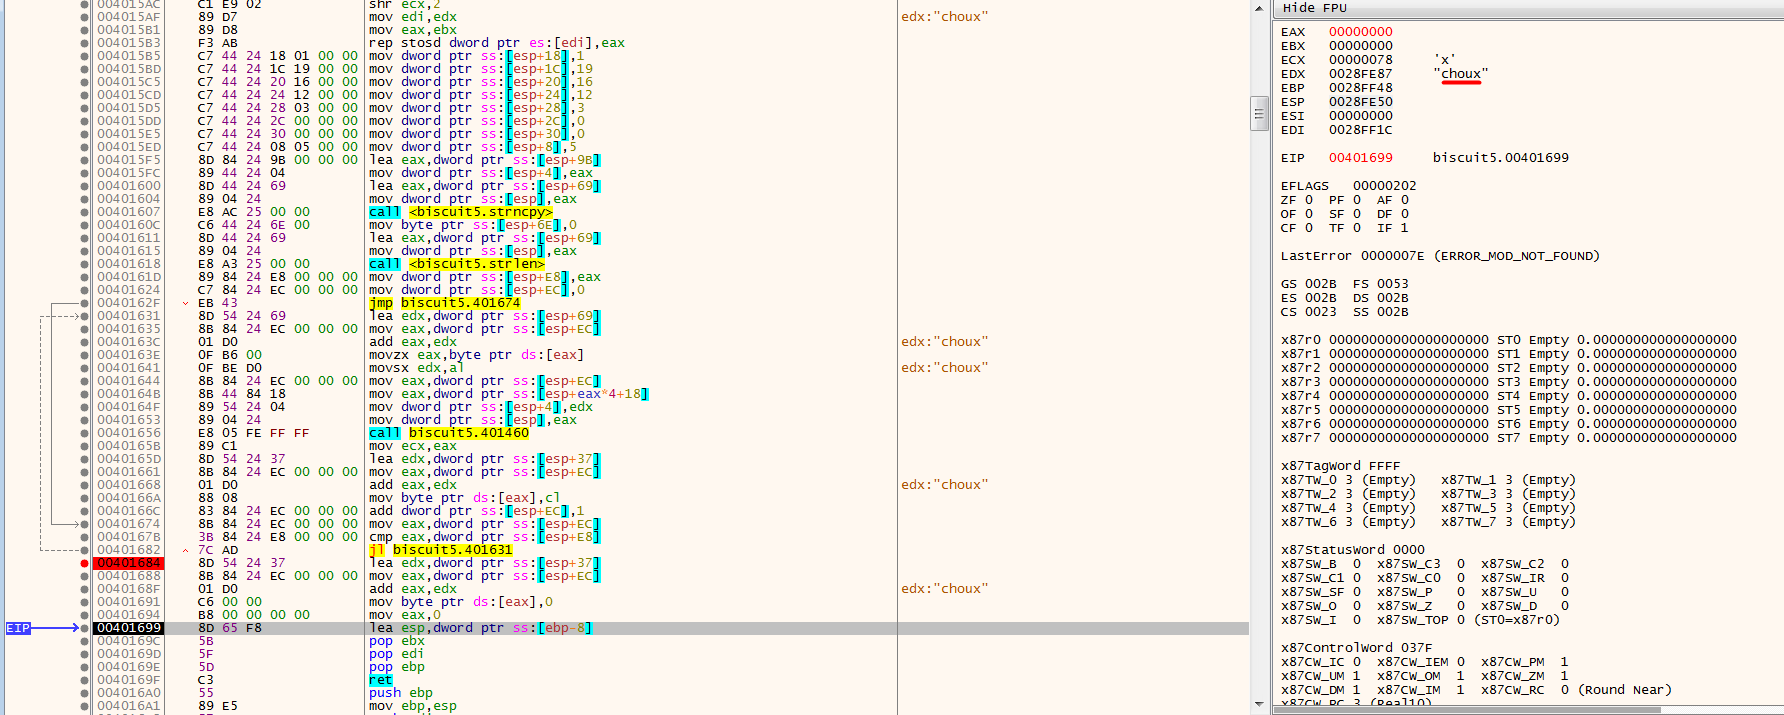 004015AC C1 E9 02 shr ecx,2
004015AF 89 D7 mov edi,edx edx:"choux"
004015B1 89 D8 mov eax,ebx
004015B3 F3 AB rep stosd dword ptr es:[edi],eax
004015B5 C7 44 24 18 01 00 00 mov dword ptr ss:[esp+18],1
004015BD C7 44 24 1C 19 00 00 mov dword ptr ss:[esp+1C],19
004015C5 C7 44 24 20 16 00 00 mov dword ptr ss:[esp+20],16
004015CD C7 44 24 24 12 00 00 mov dword ptr ss:[esp+24],12
004015D5 C7 44 24 28 03 00 00 mov dword ptr ss:[esp+28],3
004015DD C7 44 24 2C 00 00 00 mov dword ptr ss:[esp+2C],0
004015E5 C7 44 24 30 00 00 00 mov dword ptr ss:[esp+30],0
004015ED C7 44 24 08 05 00 00 mov dword ptr ss:[esp+8],5
004015F5 8D 84 24 9B 00 00 00 lea eax,dword ptr ss:[esp+9B]
004015FC 89 44 24 04 mov dword ptr ss:[esp+4],eax
00401600 8D 44 24 69 lea eax,dword ptr ss:[esp+69]
00401604 89 04 24 mov dword ptr ss:[esp],eax
00401607 E8 AC 25 00 00 call <biscuit5.strncpy>
0040160C C6 44 24 6E 00 mov byte ptr ss:[esp+6E],0
00401611 8D 44 24 69 lea eax,dword ptr ss:[esp+69]
00401615 89 04 24 mov dword ptr ss:[esp],eax
00401618 E8 A3 25 00 00 call <biscuit5.strlen>
0040161D 89 84 24 E8 00 00 00 mov dword ptr ss:[esp+E8],eax
00401624 C7 84 24 EC 00 00 00 mov dword ptr ss:[esp+EC],0
0040162F EB 43 jmp biscuit5.401674
00401631 8D 54 24 69 lea edx,dword ptr ss:[esp+69]
00401635 8B 84 24 EC 00 00 00 mov eax,dword ptr ss:[esp+EC]
0040163C 01 D0 add eax,edx edx:"choux"
0040163E 0F B6 00 movzx eax,byte ptr ds:[eax]
00401641 0F BE D0 movsx edx,al edx:"choux"
00401644 8B 84 24 EC 00 00 00 mov eax,dword ptr ss:[esp+EC]
0040164B 8B 44 84 18 mov eax,dword ptr ss:[esp+eax*4+18]
0040164F 89 54 24 04 mov dword ptr ss:[esp+4],edx
00401653 89 04 24 mov dword ptr ss:[esp],eax
00401656 E8 05 FE FF FF call biscuit5.401460
0040165B 89 C1 mov ecx,eax
0040165D 8D 54 24 37 lea edx,dword ptr ss:[esp+37]
00401661 8B 84 24 EC 00 00 00 mov eax,dword ptr ss:[esp+EC]
00401668 01 D0 add eax,edx edx:"choux"
0040166A 88 08 mov byte ptr ds:[eax],cl
0040166C 83 84 24 EC 00 00 00 add dword ptr ss:[esp+EC],1
00401674 8B 84 24 EC 00 00 00 mov eax,dword ptr ss:[esp+EC]
0040167B 3B 84 24 E8 00 00 00 cmp eax,dword ptr ss:[esp+E8]
00401682 7C AD jl biscuit5.401631
00401684 8D 54 24 37 lea edx,dword ptr ss:[esp+37]
00401688 8B 84 24 EC 00 00 00 mov eax,dword ptr ss:[esp+EC]
0040168F 01 D0 add eax,edx edx:"choux"
00401691 C6 00 00 mov byte ptr ds:[eax],0
00401694 B8 00 00 00 00 mov eax,0
EIP 00401699 8D 65 F8 lea esp,dword ptr ss:[ebp-8]
0040169C 5B pop ebx
0040169D 5F pop edi
0040169E 5D pop ebp
0040169F C3 ret
004016A0 55 push ebp
004016A1 89 E5 mov ebp,esp
Hide FPU
EAX 00000000
EBX 00000000
ECX 00000078 'x'
EDX 0028FE87 "choux"
EBP 0028FF48
ESP 0028FE50
ESI 00000000
EDI 0028FF1C
EIP 00401699 biscuit5.00401699
EFLAGS 00000202
ZF 0 PF 0 AF 0
OF 0 SF 0 DF 0
CF 0 TF 0 IF 1
LastError 0000007E (ERROR_MOD_NOT_FOUND)
GS 002B FS 0053
ES 002B DS 002B
CS 0023 SS 002B
x87r0 00000000000000000000 ST0 Empty 0.000000000000000000
x87r1 00000000000000000000 ST1 Empty 0.000000000000000000
x87r2 00000000000000000000 ST2 Empty 0.000000000000000000
x87r3 00000000000000000000 ST3 Empty 0.000000000000000000
x87r4 00000000000000000000 ST4 Empty 0.000000000000000000
x87r5 00000000000000000000 ST5 Empty 0.000000000000000000
x87r6 00000000000000000000 ST6 Empty 0.000000000000000000
x87r7 00000000000000000000 ST7 Empty 0.000000000000000000
x87TagWord FFFF
x87TW_0 3 (Empty) x87TW_1 3 (Empty)
x87TW_2 3 (Empty) x87TW_3 3 (Empty)
x87TW_4 3 (Empty) x87TW_5 3 (Empty)
x87TW_6 3 (Empty) x87TW_7 3 (Empty)
x87StatusWord 0000
x87SW_B 0 x87SW_C3 0 x87SW_C2 0
x87SW_C1 0 x87SW_C0 0 x87SW_IR 0
x87SW_SF 0 x87SW_P 0 x87SW_U 0
x87SW_O 0 x87SW_Z 0 x87SW_D 0
x87SW_I 0 x87SW_TOP 0 (ST0=x87r0)
x87ControlWord 037F
x87CW_IC 0 x87CW_IEM 0 x87CW_PM 1
x87CW_UM 1 x87CW_OM 1 x87CW_ZM 1
x87CW_DM 1 x87CW_IM 1 x87CW_RC 0 (Round Near)
x87CW_PC 3 (Real10)